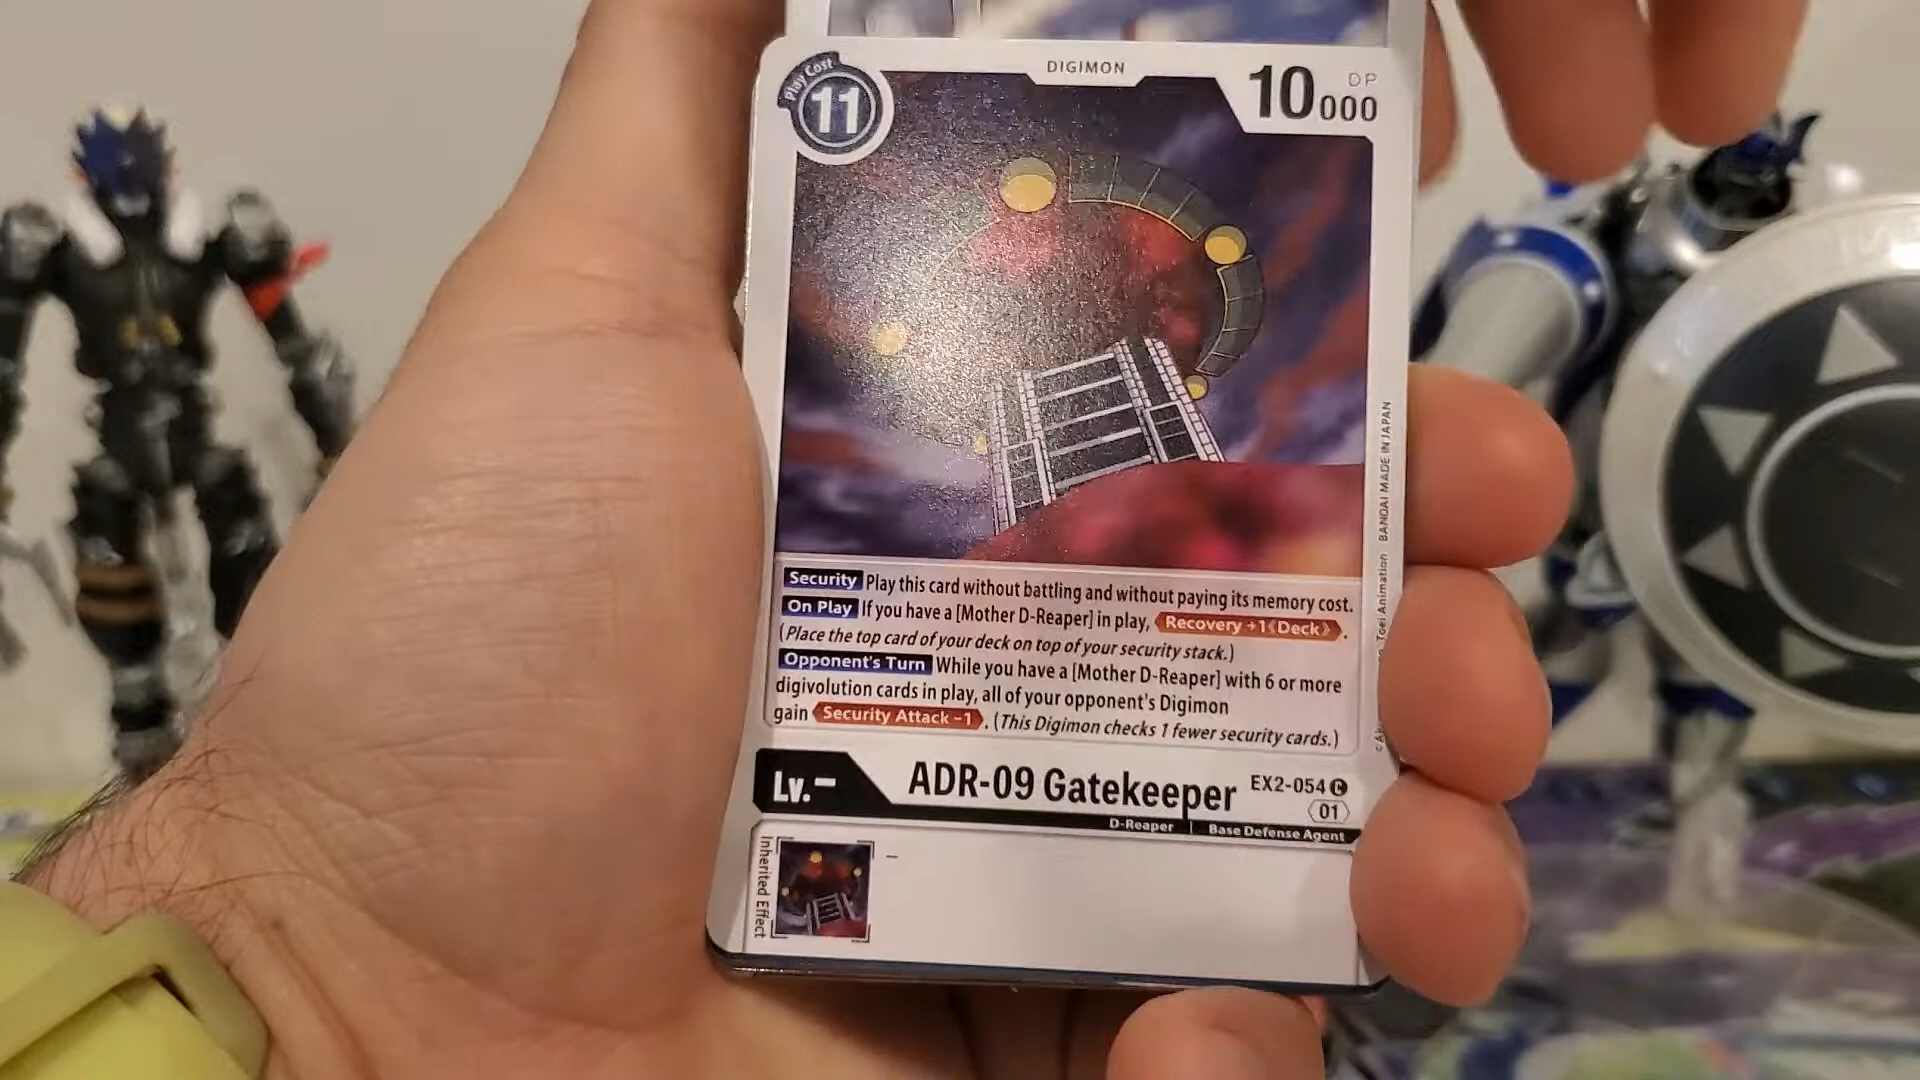 DIGIMON
Play Cost
11
10000
DP
Security Play this card without battling and without paying its memory cost.
On Play If you have a [Mother D-Reaper] in play, Recovery +1《Deck》.
(Place the top card of your deck on top of your security stack.)
Opponent's Turn While you have a [Mother D-Reaper] with 6 or more
digivolution cards in play, all of your opponent's Digimon
gain Security Attack -1. (This Digimon checks 1 fewer security cards.)
Toei Animation BANDAI MADE IN JAPAN
Lv.–
ADR-09 Gatekeeper
EX2-054 C
01
D-Reaper | Base Defense Agent
Inherited Effect
–